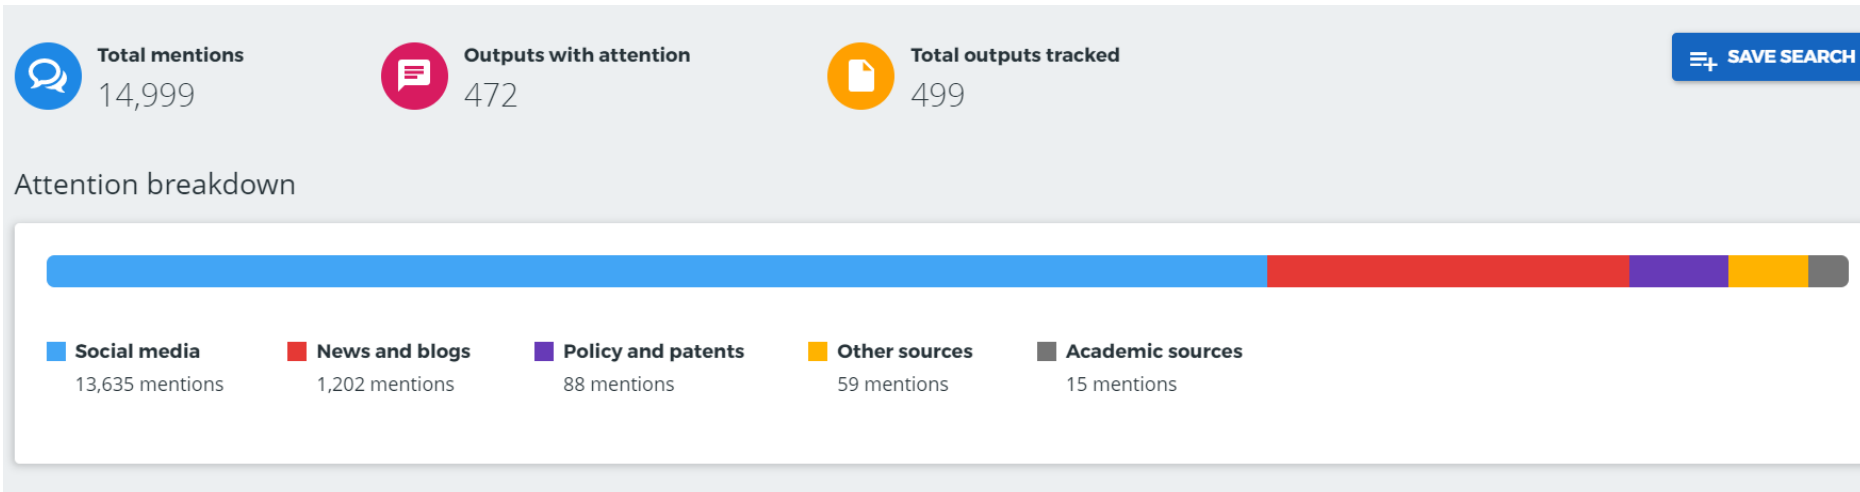 Total mentions
14,999
Outputs with attention
472
Total outputs tracked
499
SAVE SEARCH
Attention breakdown
Social media
13,635 mentions
News and blogs
1,202 mentions
Policy and patents
88 mentions
Other sources
59 mentions
Academic sources
15 mentions